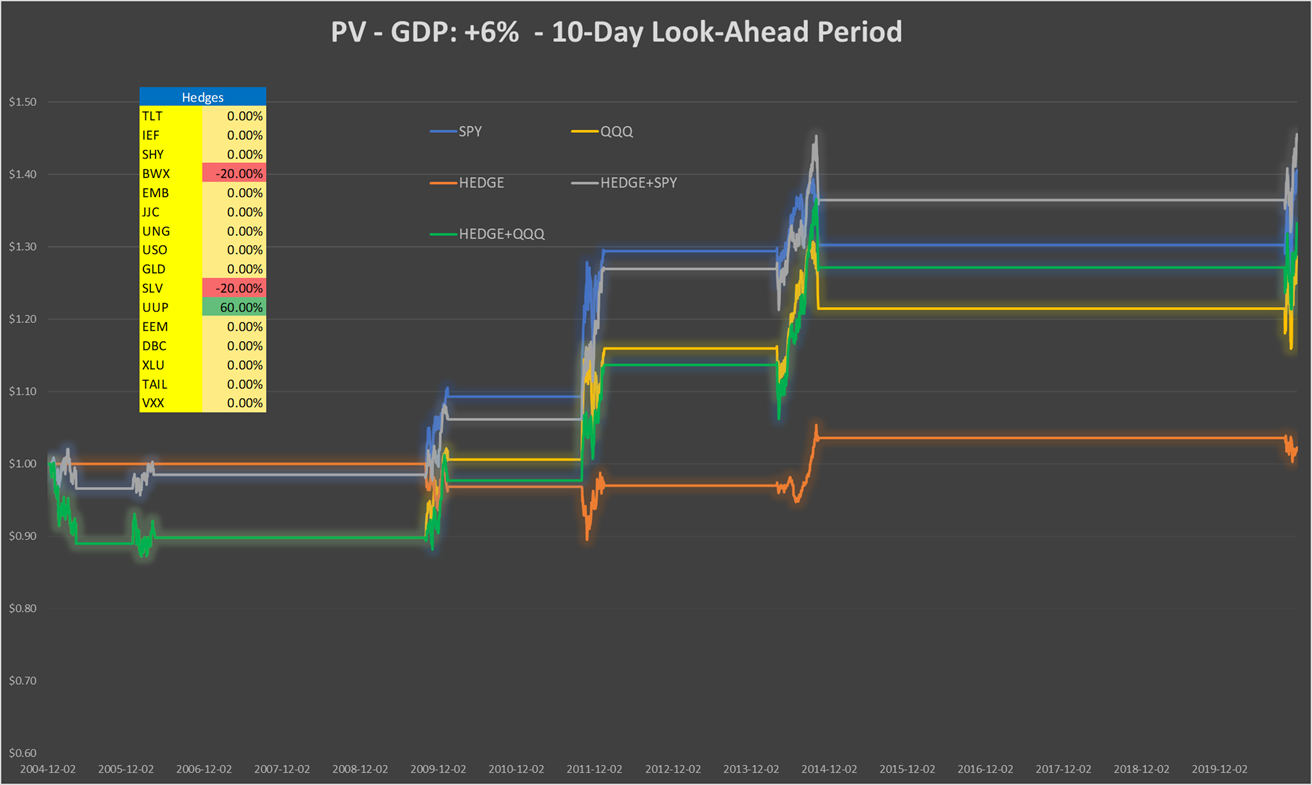 PV - GDP: +6%  - 10-Day Look-Ahead Period
Hedges
TLT 0.00%
IEF 0.00%
SHY 0.00%
BWX -20.00%
EMB 0.00%
JJC 0.00%
UNG 0.00%
USO 0.00%
GLD 0.00%
SLV -20.00%
UUP 60.00%
EEM 0.00%
DBC 0.00%
XLU 0.00%
TAIL 0.00%
VXX 0.00%
SPY QQQ
HEDGE HEDGE+SPY
HEDGE+QQQ
$1.50
$1.40
$1.30
$1.20
$1.10
$1.00
$0.90
$0.80
$0.70
$0.60
2004-12-02 2005-12-02 2006-12-02 2007-12-02 2008-12-02 2009-12-02 2010-12-02 2011-12-02 2012-12-02 2013-12-02 2014-12-02 2015-12-02 2016-12-02 2017-12-02 2018-12-02 2019-12-02